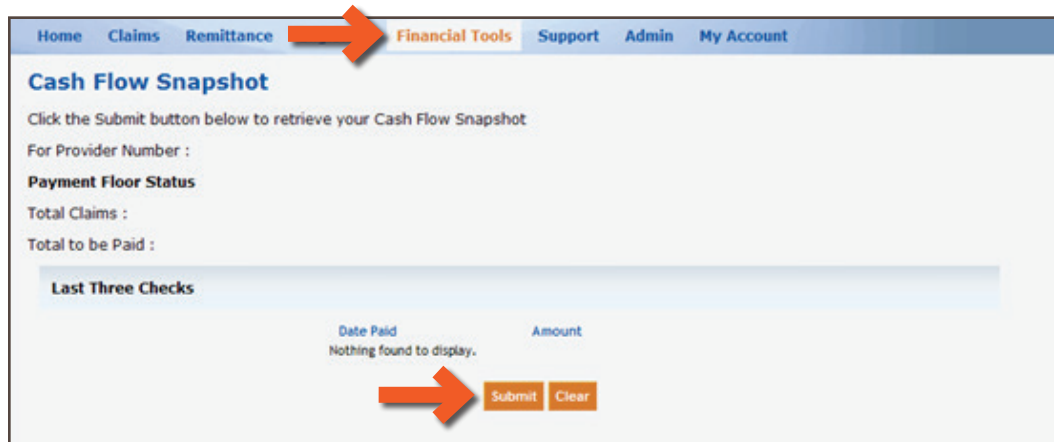 Home Claims Remittance Financial Tools Support Admin My Account
Cash Flow Snapshot
Click the Submit button below to retrieve your Cash Flow Snapshot
For Provider Number :
Payment Floor Status
Total Claims :
Total to be Paid :
Last Three Checks
Date Paid Amount
Nothing found to display.
Submit Clear